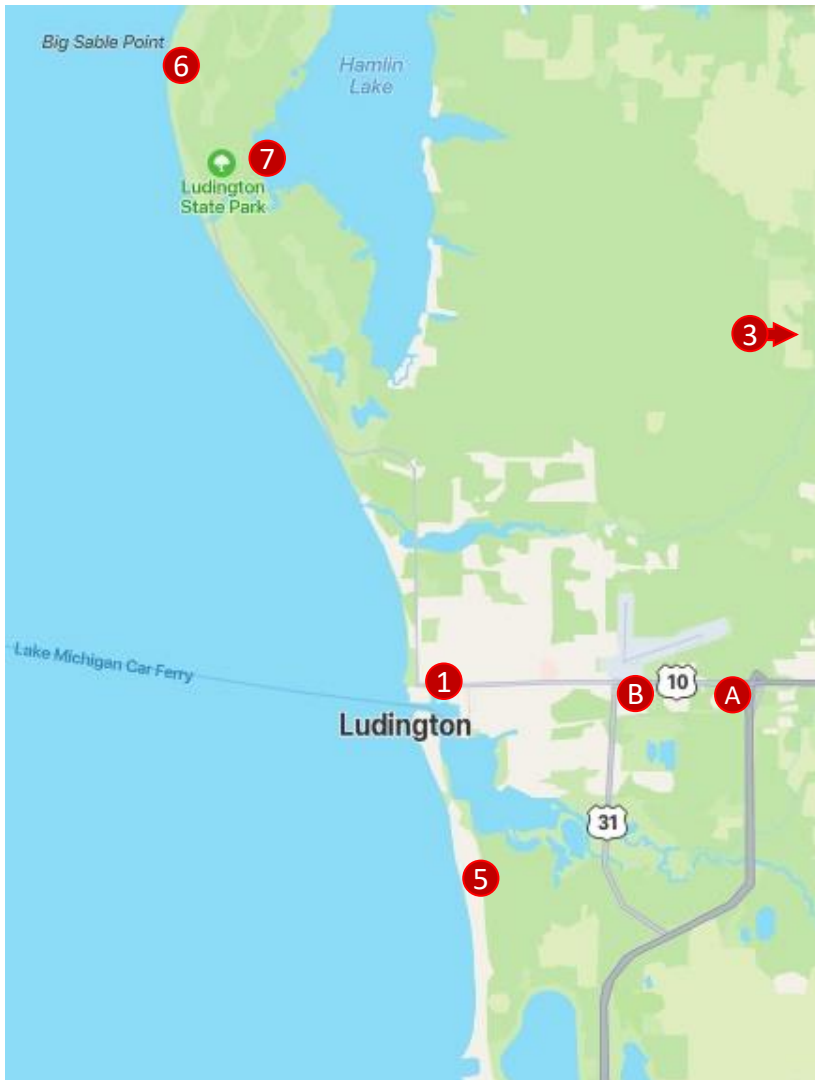 Big Sable Point
6
Hamlin
Lake
7
Ludington
State Park
3
Lake Michigan Car Ferry
1
B
10
A
Ludington
31
5